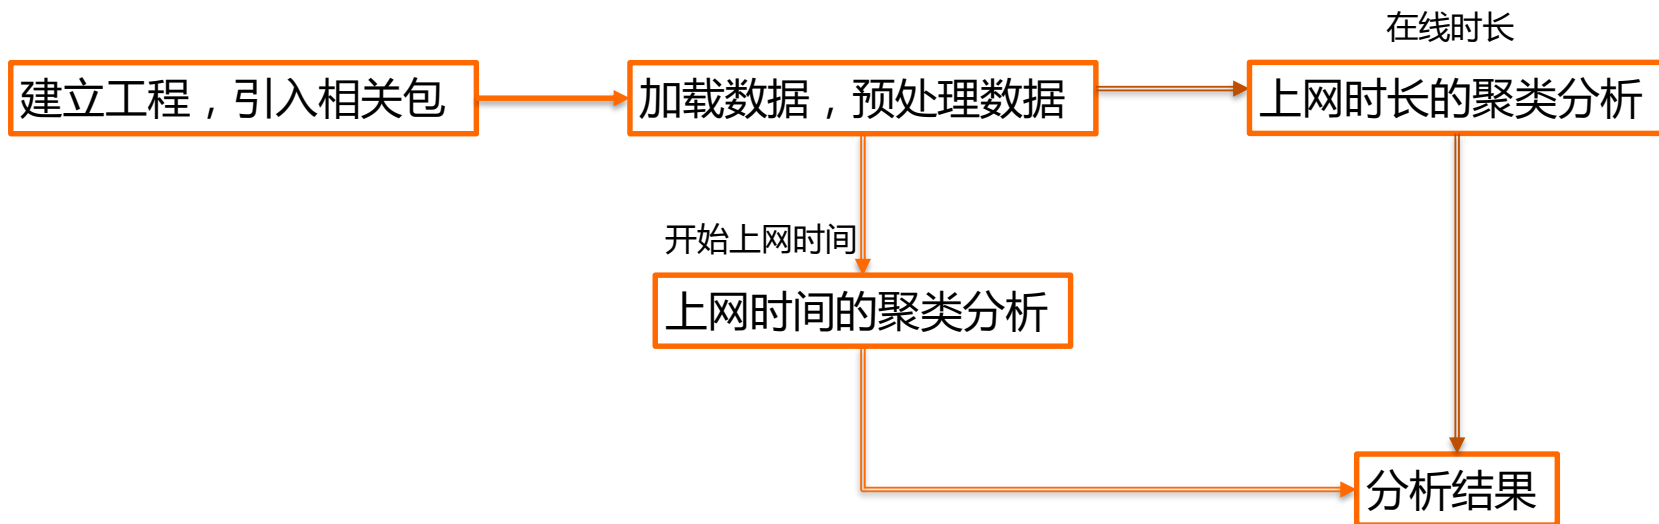 在线时长
建立工程，引入相关包
加载数据，预处理数据
上网时长的聚类分析
开始上网时间
上网时间的聚类分析
分析结果